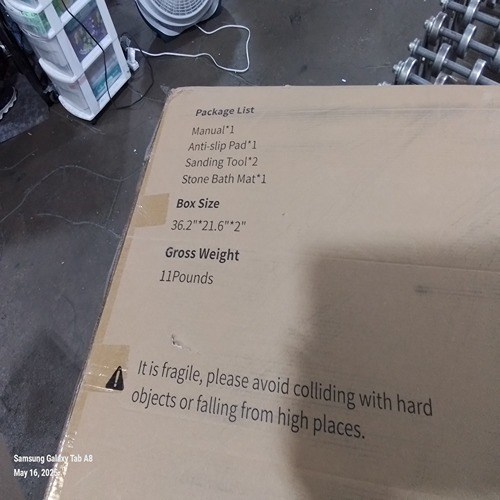 Package List
Manual*1
Anti-slip Pad*1
Sanding Tool*2
Stone Bath Mat*1
Box Size
36.2"*21.6"*2"
Gross Weight
11Pounds
It is fragile, please avoid colliding with hard
objects or falling from high places.
Samsung Galaxy Tab A8
May 16,